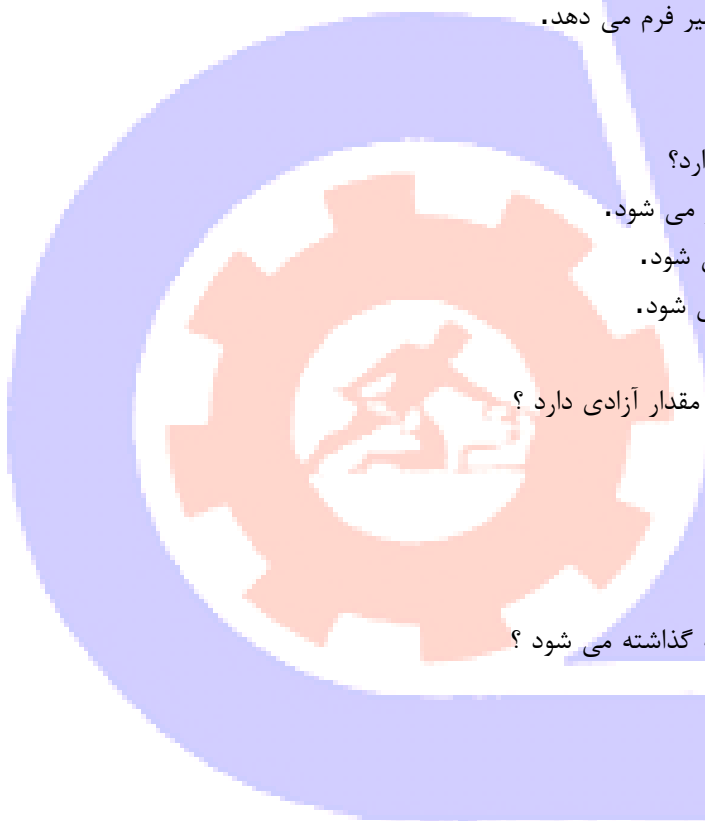 یر فرم می دهد.
ارد؟
می شود.
شود.
شود.
مقدار آزادی دارد ؟
گذاشته می شود ؟